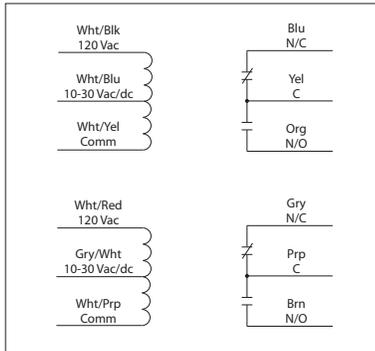 Wht/Blk
120 Vac
Wht/Blu
10-30 Vac/dc
Wht/Yel
Comm
Blu
N/C
Yel
C
Org
N/O
Wht/Red
120 Vac
Gry/Wht
10-30 Vac/dc
Wht/Prp
Comm
Gry
N/C
Prp
C
Brn
N/O